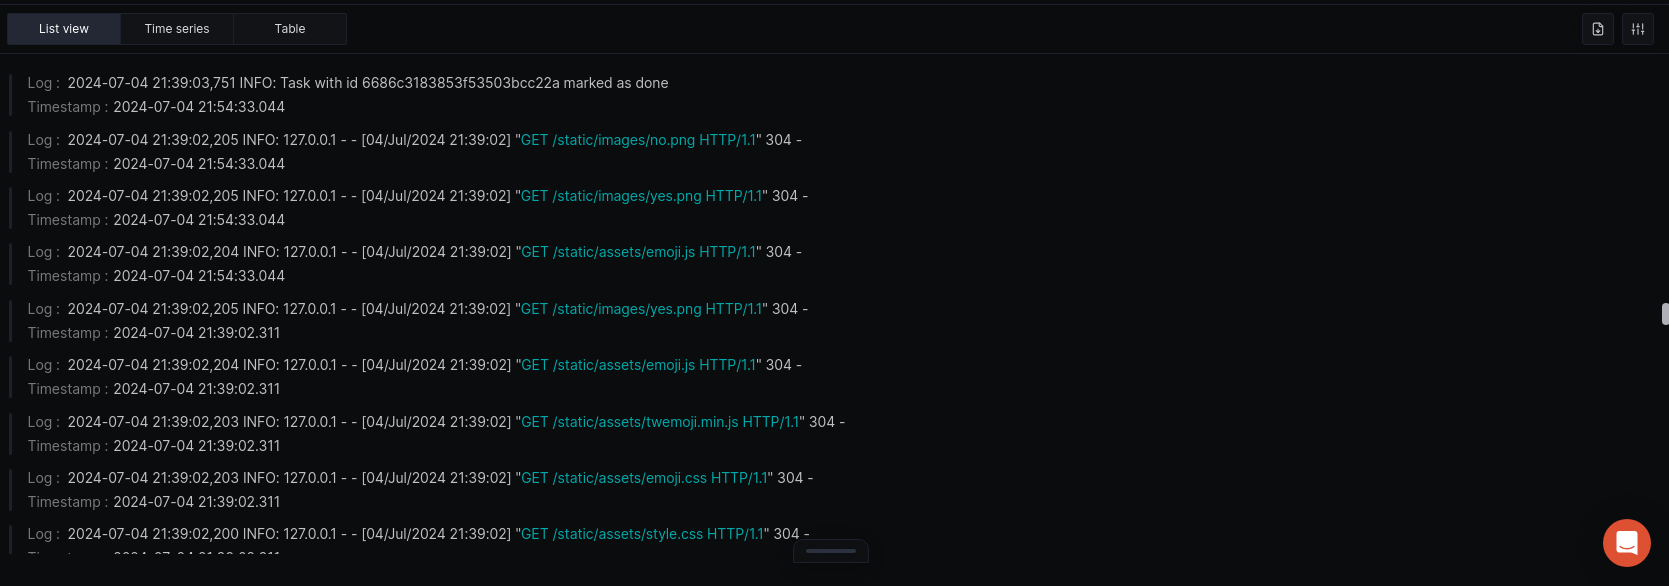 List view Time series Table
Log : 2024-07-04 21:39:03,751 INFO: Task with id 6686c3183853f53503bcc22a marked as done
Timestamp : 2024-07-04 21:54:33.044
Log : 2024-07-04 21:39:02,205 INFO: 127.0.0.1 - - [04/Jul/2024 21:39:02] "GET /static/images/no.png HTTP/1.1" 304 -
Timestamp : 2024-07-04 21:54:33.044
Log : 2024-07-04 21:39:02,205 INFO: 127.0.0.1 - - [04/Jul/2024 21:39:02] "GET /static/images/yes.png HTTP/1.1" 304 -
Timestamp : 2024-07-04 21:54:33.044
Log : 2024-07-04 21:39:02,204 INFO: 127.0.0.1 - - [04/Jul/2024 21:39:02] "GET /static/assets/emoji.js HTTP/1.1" 304 -
Timestamp : 2024-07-04 21:54:33.044
Log : 2024-07-04 21:39:02,205 INFO: 127.0.0.1 - - [04/Jul/2024 21:39:02] "GET /static/images/yes.png HTTP/1.1" 304 -
Timestamp : 2024-07-04 21:39:02.311
Log : 2024-07-04 21:39:02,204 INFO: 127.0.0.1 - - [04/Jul/2024 21:39:02] "GET /static/assets/emoji.js HTTP/1.1" 304 -
Timestamp : 2024-07-04 21:39:02.311
Log : 2024-07-04 21:39:02,203 INFO: 127.0.0.1 - - [04/Jul/2024 21:39:02] "GET /static/assets/twemoji.min.js HTTP/1.1" 304 -
Timestamp : 2024-07-04 21:39:02.311
Log : 2024-07-04 21:39:02,203 INFO: 127.0.0.1 - - [04/Jul/2024 21:39:02] "GET /static/assets/emoji.css HTTP/1.1" 304 -
Timestamp : 2024-07-04 21:39:02.311
Log : 2024-07-04 21:39:02,200 INFO: 127.0.0.1 - - [04/Jul/2024 21:39:02] "GET /static/assets/style.css HTTP/1.1" 304 -